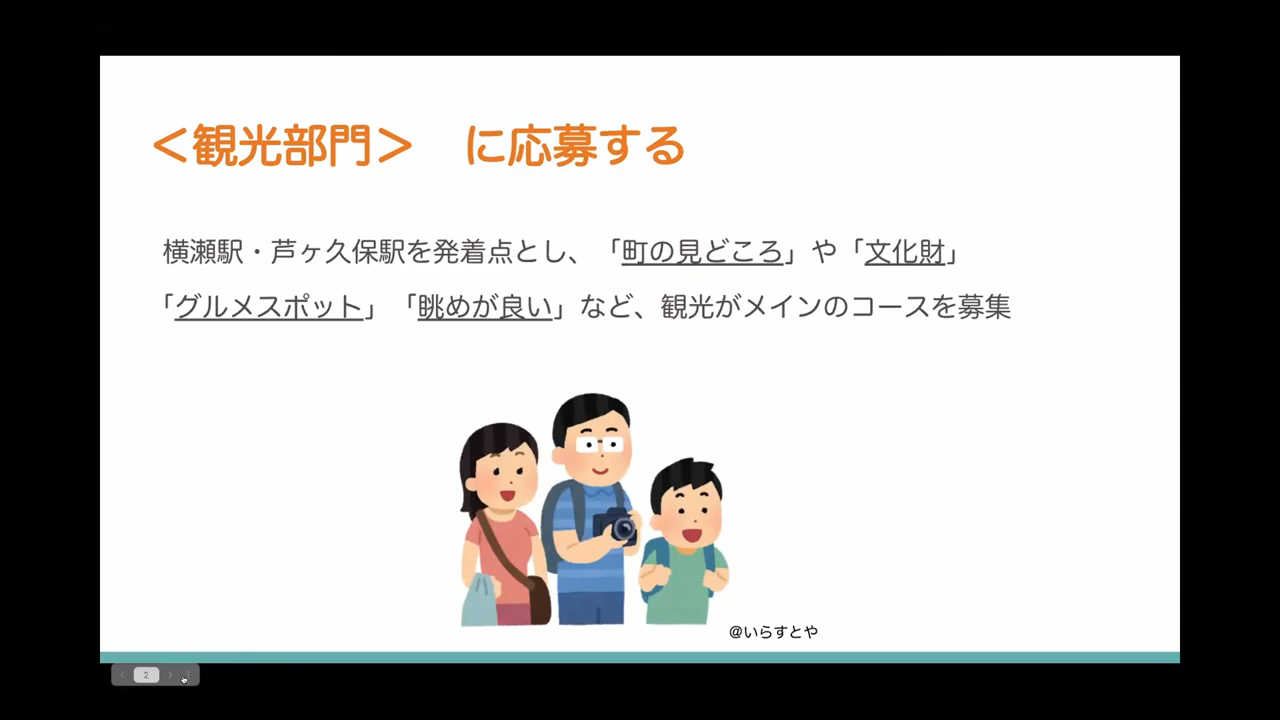 ＜観光部門＞　に応募する
横瀬駅・芦ヶ久保駅を発着点とし、「町の見どころ」や「文化財」
「グルメスポット」「眺めが良い」など、観光がメインのコースを募集
@いらすとや
2